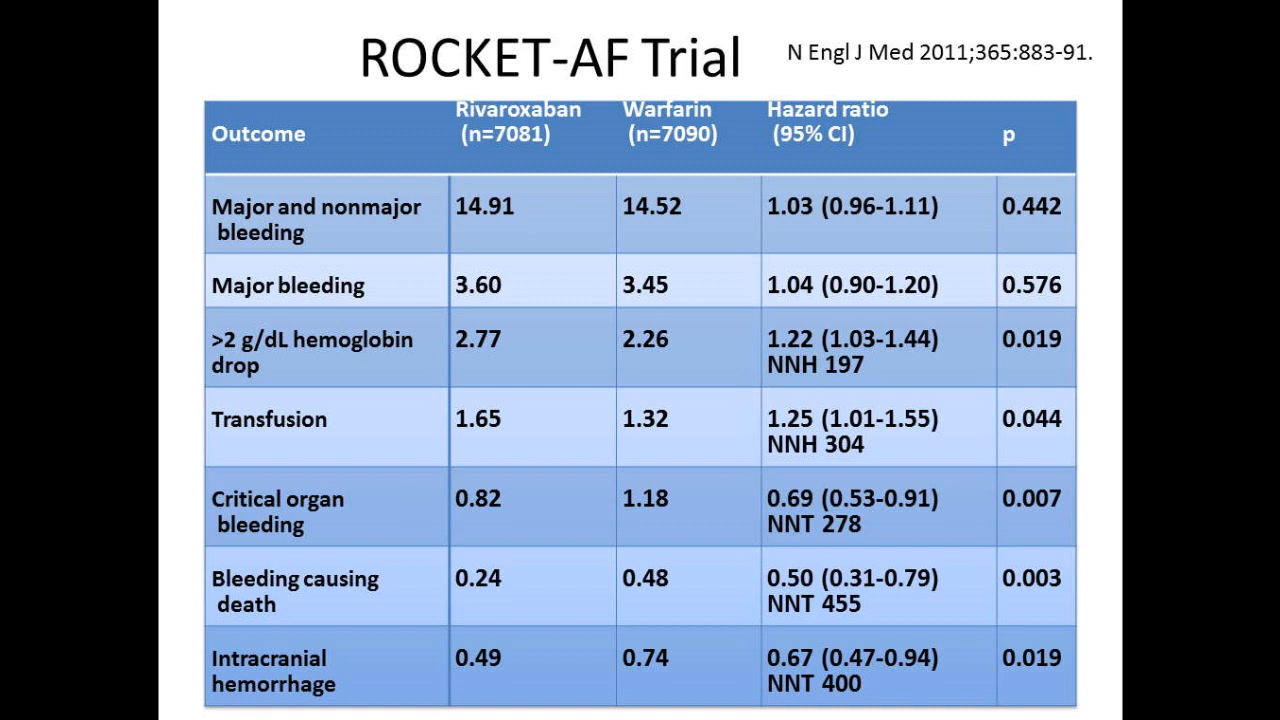 ROCKET-AF Trial
N Engl J Med 2011;365:883-91.
Outcome
Rivaroxaban
(n=7081)
Warfarin
(n=7090)
Hazard ratio
(95% CI)
p
Major and nonmajor
bleeding
14.91
14.52
1.03 (0.96-1.11)
0.442
Major bleeding
3.60
3.45
1.04 (0.90-1.20)
0.576
>2 g/dL hemoglobin
drop
2.77
2.26
1.22 (1.03-1.44)
NNH 197
0.019
Transfusion
1.65
1.32
1.25 (1.01-1.55)
NNH 304
0.044
Critical organ
bleeding
0.82
1.18
0.69 (0.53-0.91)
NNT 278
0.007
Bleeding causing
death
0.24
0.48
0.50 (0.31-0.79)
NNT 455
0.003
Intracranial
hemorrhage
0.49
0.74
0.67 (0.47-0.94)
NNT 400
0.019